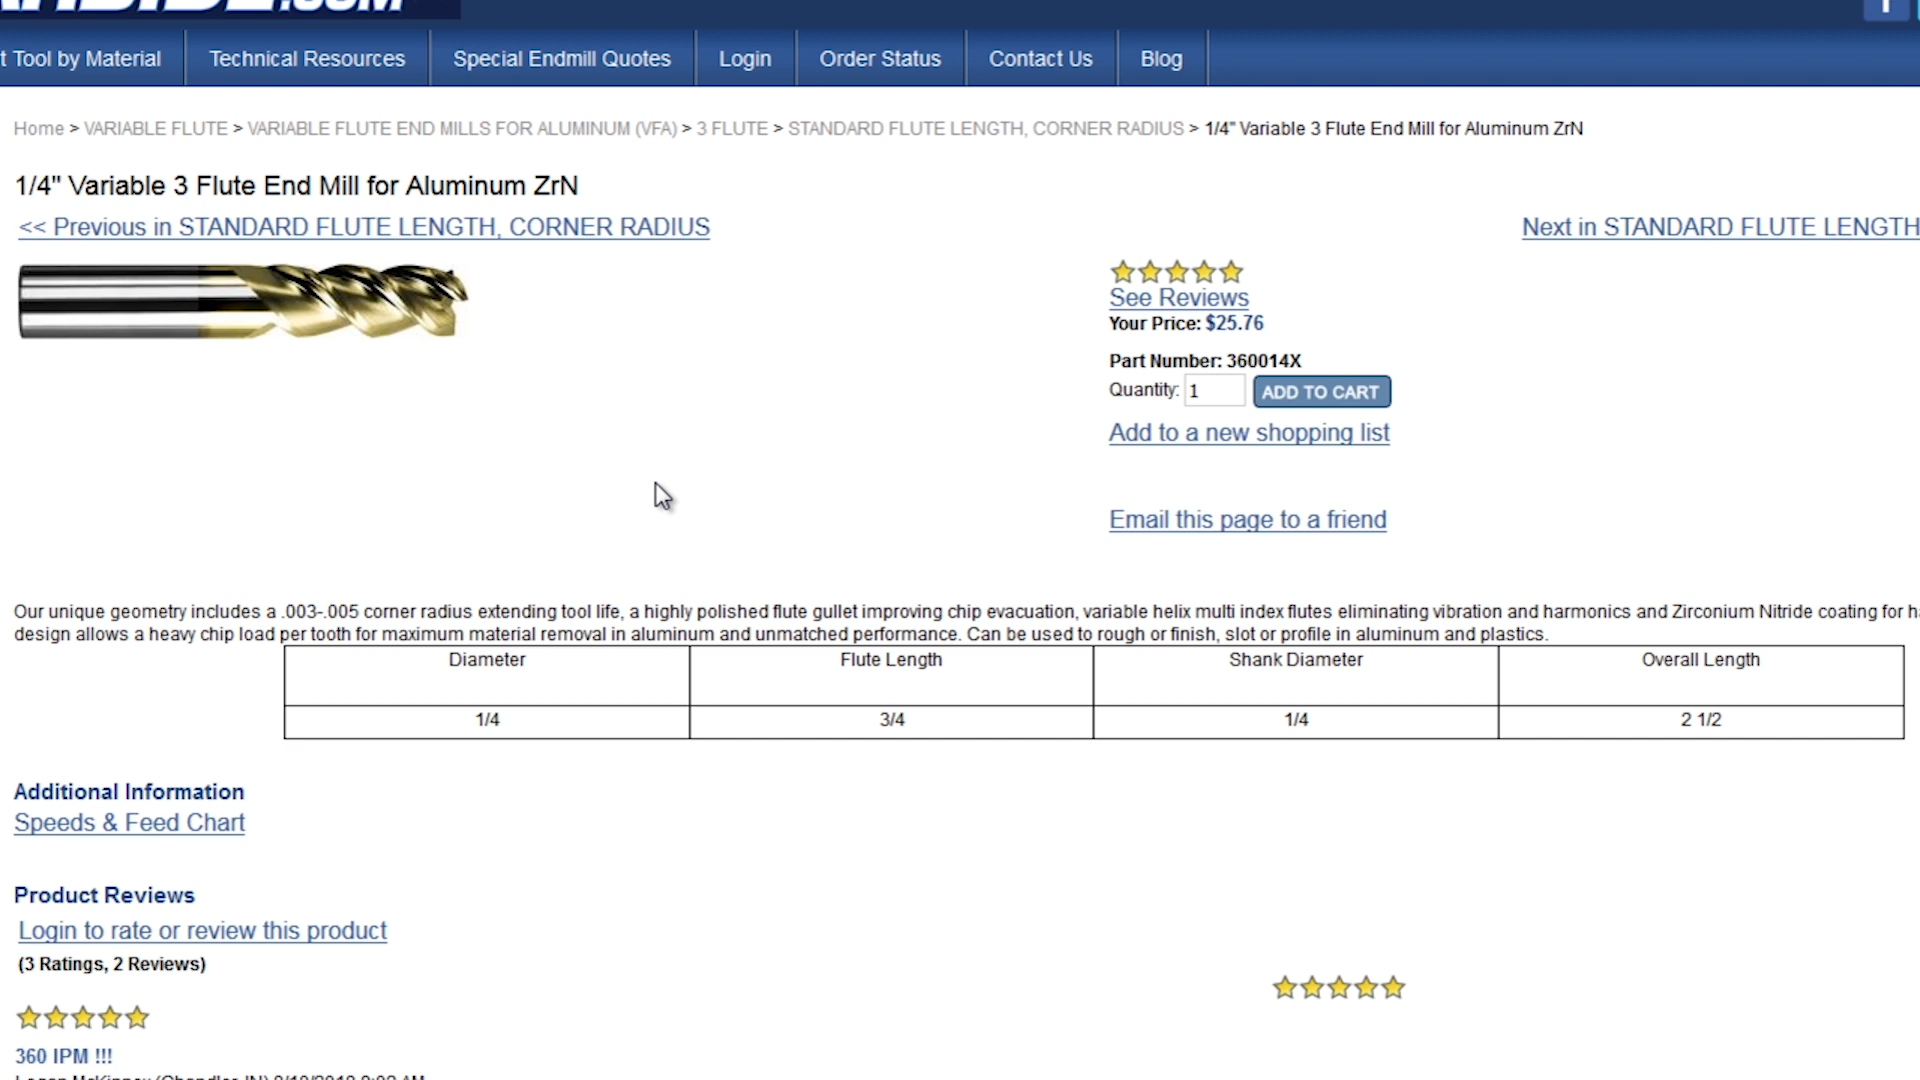 .COM
t Tool by Material Technical Resources Special Endmill Quotes Login Order Status Contact Us Blog
Home > VARIABLE FLUTE > VARIABLE FLUTE END MILLS FOR ALUMINUM (VFA) > 3 FLUTE > STANDARD FLUTE LENGTH, CORNER RADIUS > 1/4" Variable 3 Flute End Mill for Aluminum ZrN
1/4" Variable 3 Flute End Mill for Aluminum ZrN
<< Previous in STANDARD FLUTE LENGTH, CORNER RADIUS
Next in STANDARD FLUTE LENGTH
See Reviews
Your Price: $25.76
Part Number: 360014X
Quantity: 1 ADD TO CART
Add to a new shopping list
Email this page to a friend
Our unique geometry includes a .003-.005 corner radius extending tool life, a highly polished flute gullet improving chip evacuation, variable helix multi index flutes eliminating vibration and harmonics and Zirconium Nitride coating for h
design allows a heavy chip load per tooth for maximum material removal in aluminum and unmatched performance. Can be used to rough or finish, slot or profile in aluminum and plastics.
Diameter Flute Length Shank Diameter Overall Length
1/4 3/4 1/4 2 1/2
Additional Information
Speeds & Feed Chart
Product Reviews
Login to rate or review this product
(3 Ratings, 2 Reviews)
360 IPM !!!